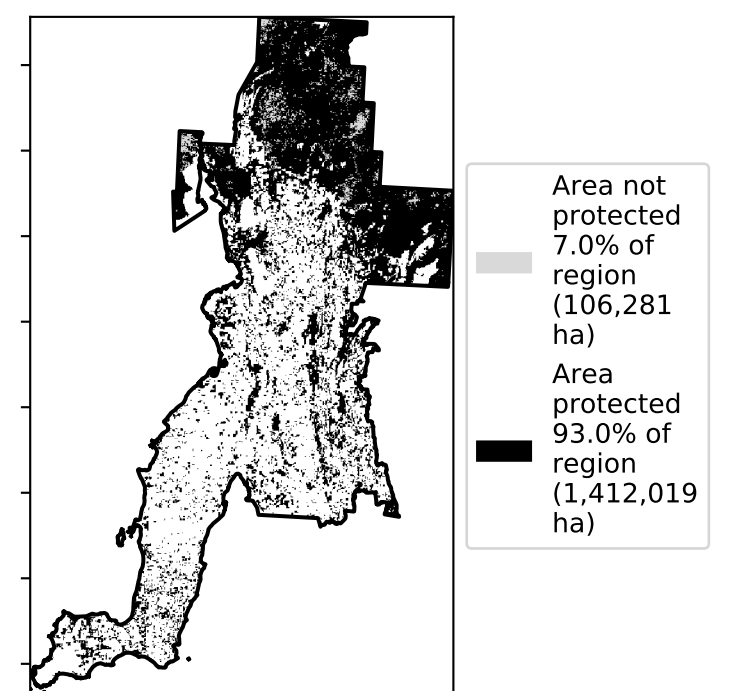 Area not
protected
7.0% of
region
(106,281
ha)
Area
protected
93.0% of
region
(1,412,019
ha)